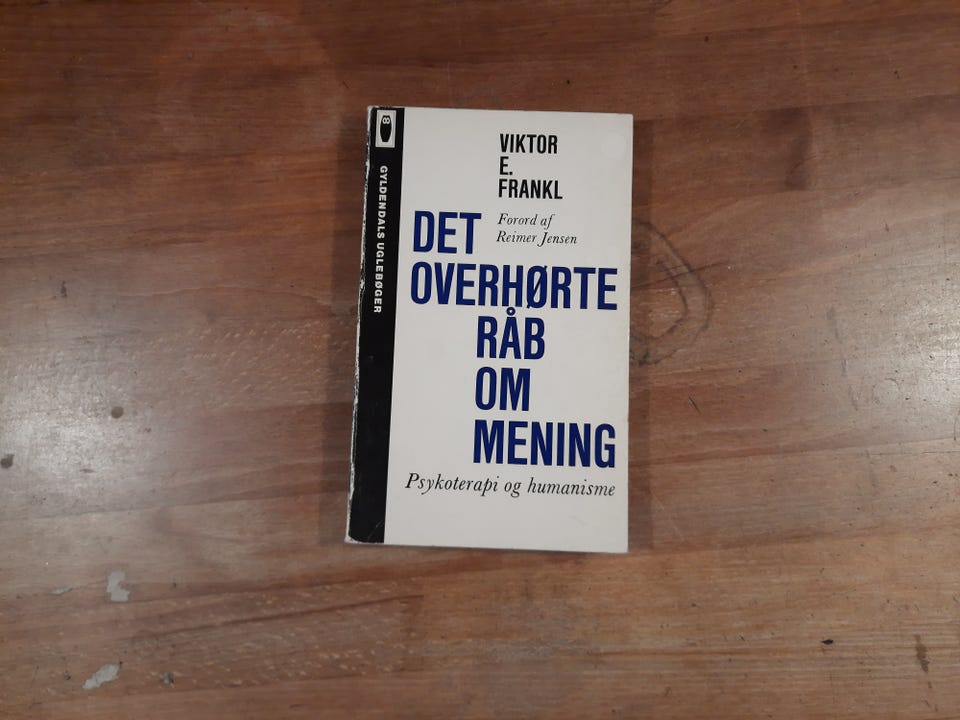 GYLDENDALS UGLEBØGER
VIKTOR
E.
FRANKL
Forord af
Reimer Jensen
DET
OVERHØRTE
RÅB
OM
MENING
Psykoterapi og humanisme